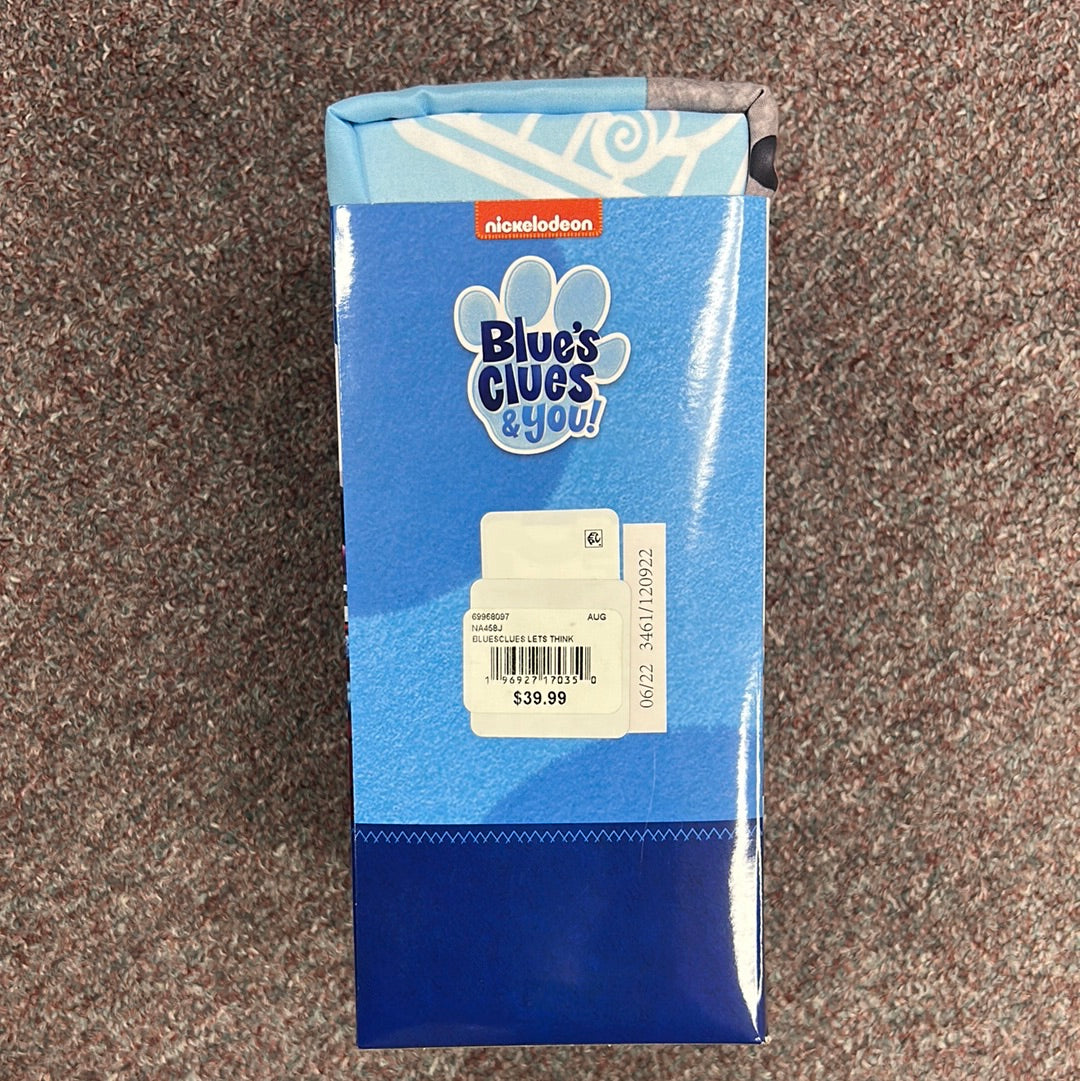 nickelodeon
Blue's
Clues
& You!
69968097 AUG
NA458J
BLUESCLUES LETS THINK
1 96927 17035 0
$39.99
06/22 3461/120922